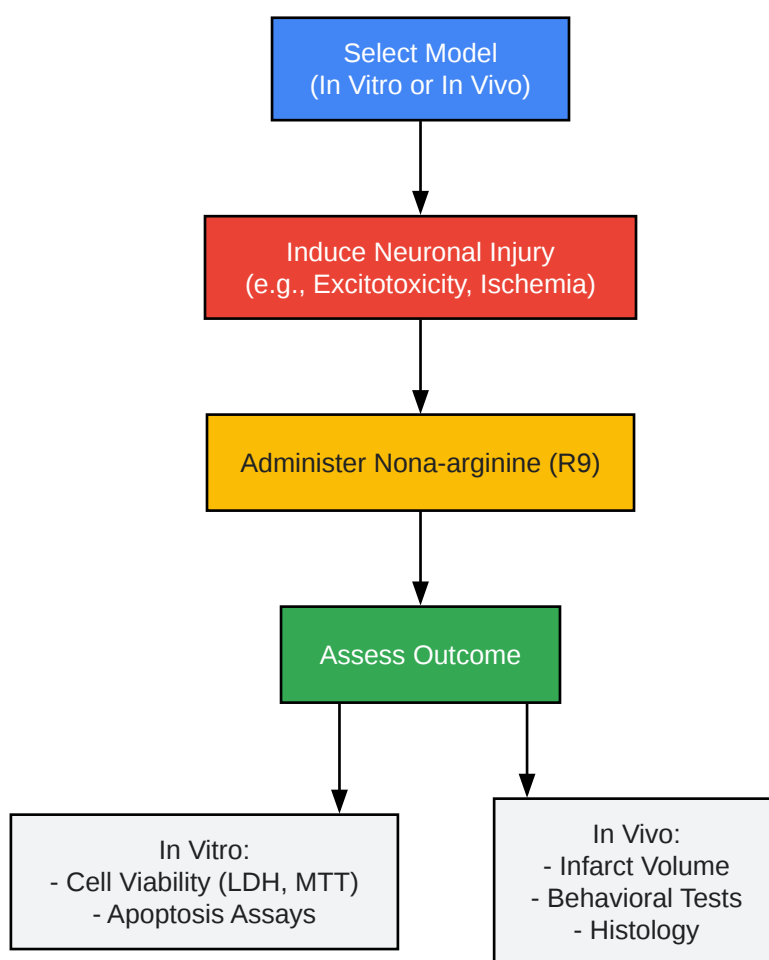 Select Model
(In Vitro or In Vivo)
Induce Neuronal Injury
(e.g., Excitotoxicity, Ischemia)
Administer Nona-arginine (R9)
Assess Outcome
In Vitro:
- Cell Viability (LDH, MTT)
- Apoptosis Assays
In Vivo:
- Infarct Volume
- Behavioral Tests
- Histology